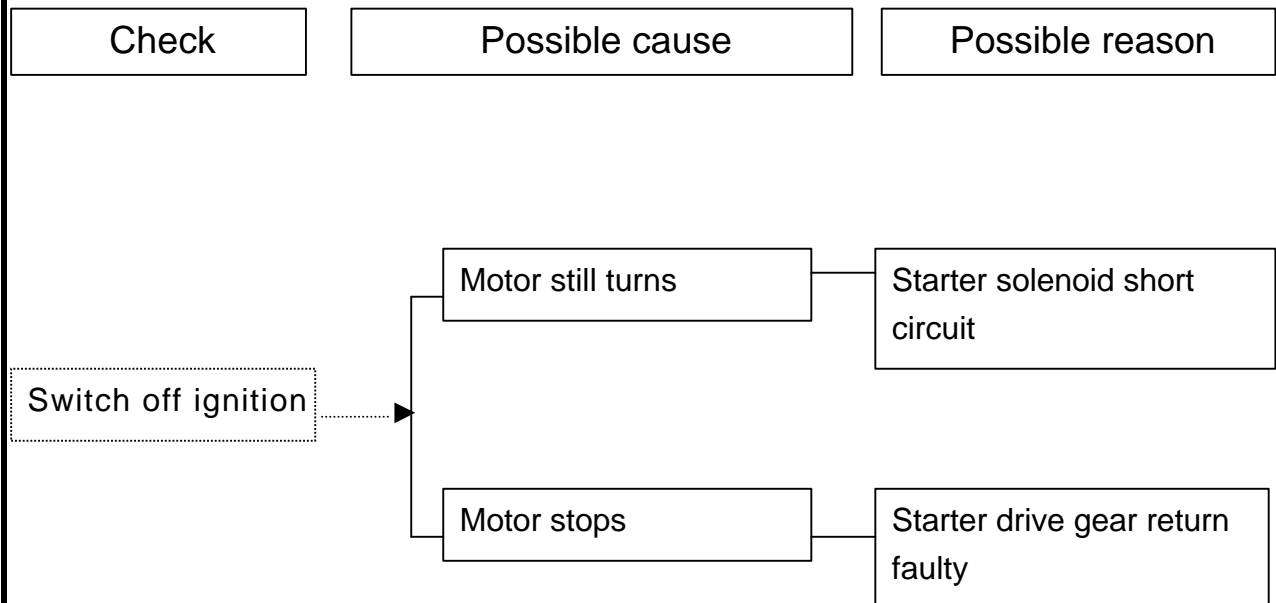 Check
Possible cause
Possible reason
Motor still turns
Starter solenoid short
circuit
Switch off ignition
Motor stops
Starter drive gear return
faulty